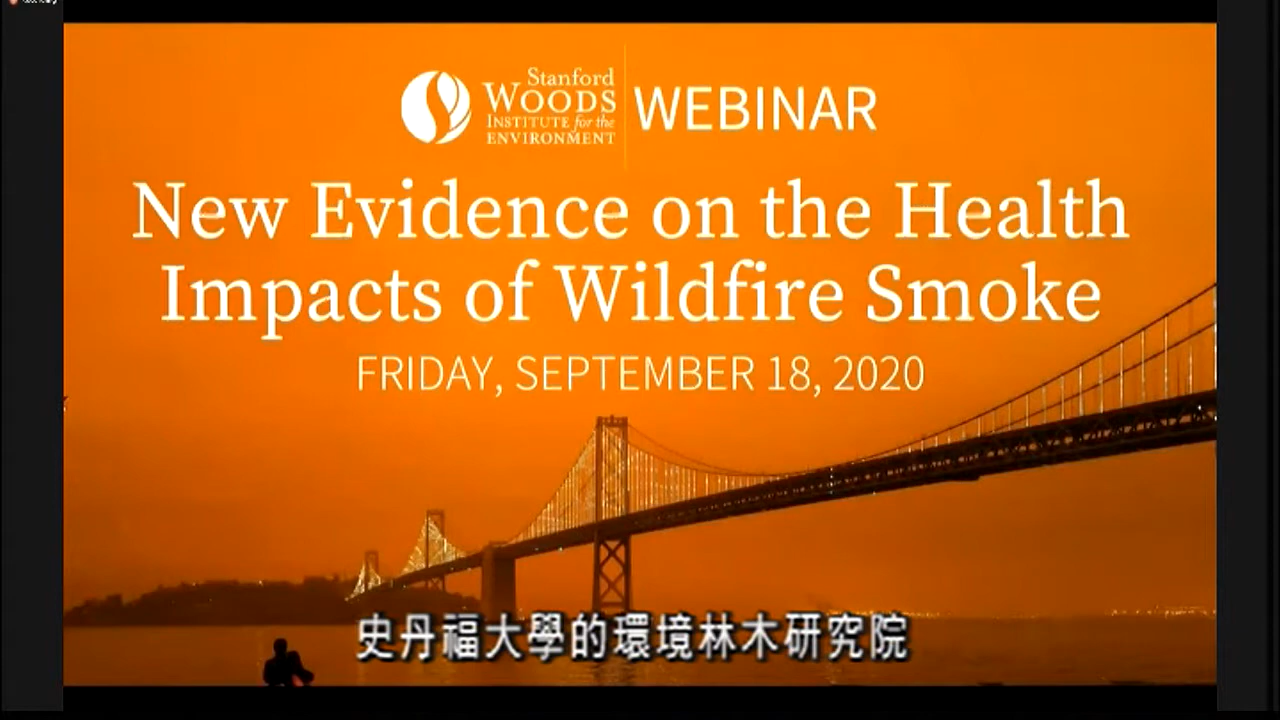 Stanford
WOODS
INSTITUTE for the
ENVIRONMENT
WEBINAR
New Evidence on the Health
Impacts of Wildfire Smoke
FRIDAY, SEPTEMBER 18, 2020
史丹福大學的環境林木研究院